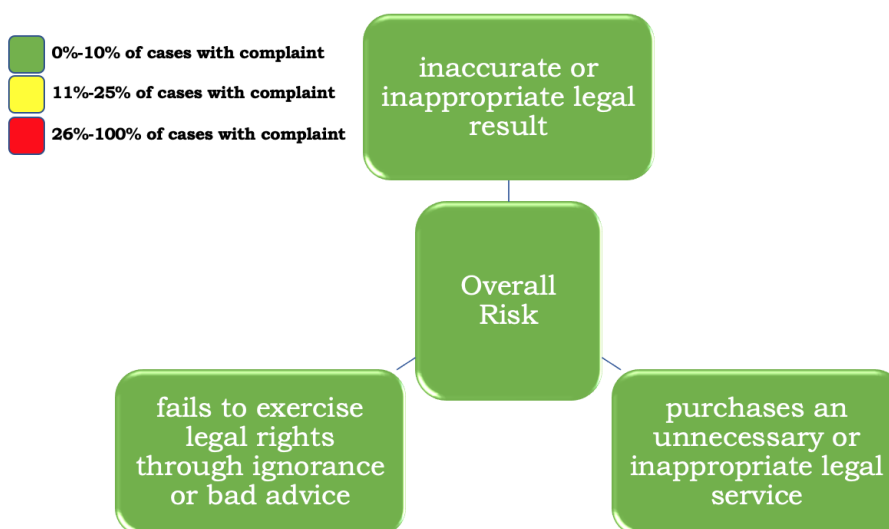 0%-10% of cases with complaint
11%-25% of cases with complaint
26%-100% of cases with complaint
inaccurate or
inappropriate legal
result
Overall
Risk
fails to exercise
legal rights
through ignorance
or bad advice
purchases an
unnecessary or
inappropriate legal
service